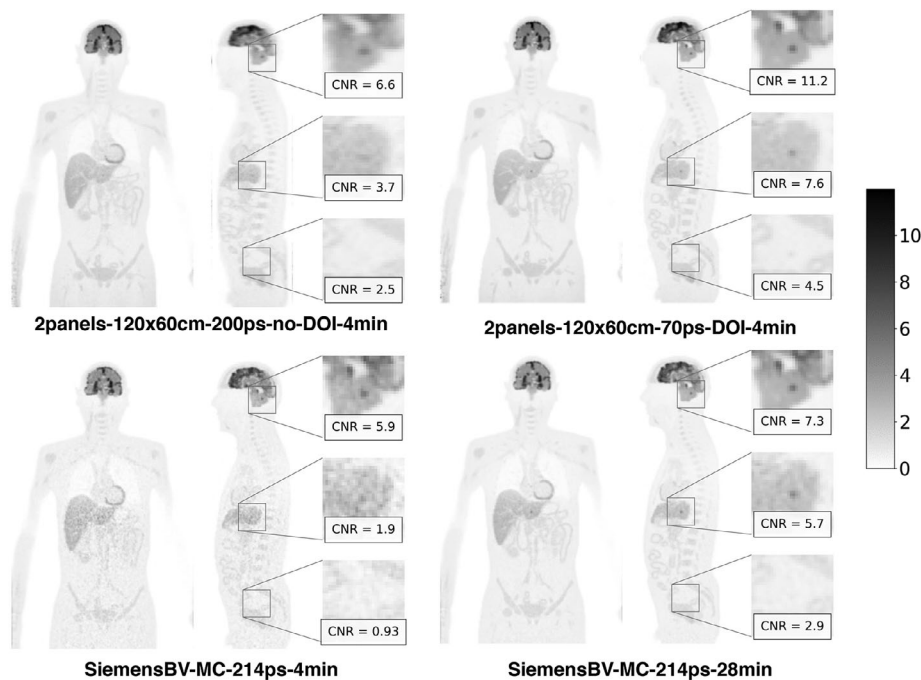 CNR = 6.6
CNR = 3.7
CNR = 2.5
2panels-120x60cm-200ps-no-DOI-4min
CNR = 11.2
CNR = 7.6
CNR = 4.5
2panels-120x60cm-70ps-DOI-4min
CNR = 5.9
CNR = 1.9
CNR = 0.93
SiemensBV-MC-214ps-4min
CNR = 7.3
CNR = 5.7
CNR = 2.9
SiemensBV-MC-214ps-28min
10
8
6
4
2
0